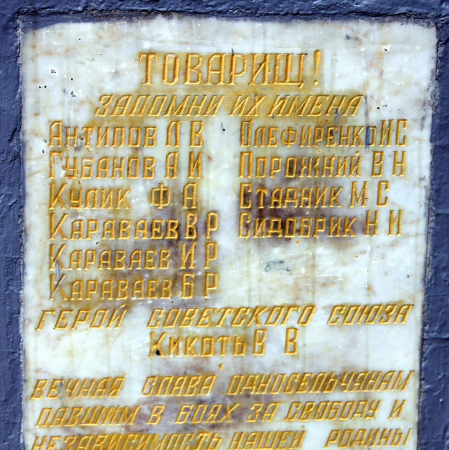 ТОВАРИЩ!
ЗАПОМНИ ИХ ИМЕНА
АНТИПОВ Л В
ГУБАНОВ А И
КУЛИК Ф А
КАРАВАЕВ В Р
КАРАВАЕВ И Р
КАРАВАЕВ Б Р
ПЛЕФИРЕНКО И С
ПОРОЖНИЙ В Н
СТАДНИК М С
СИДОБРИК Н И
ГЕРОЙ СОВЕТСКОГО СОЮЗА
КИКОТЬ В В
ВЕЧНАЯ СЛАВА ОДНОСЕЛЬЧАНАМ
ПАВШИМ В БОЯХ ЗА СВОБОДУ И
НЕЗАВИСИМОСТЬ НАШЕЙ РОДИНЫ